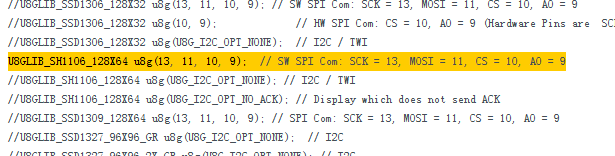 //U8GLIB_SSD1306_128X32 u8g(13, 11, 10, 9); // SW SPI Com: SCK = 13, MOSI = 11, CS = 10, A0 = 9
//U8GLIB_SSD1306_128X32 u8g(10, 9); // HW SPI Com: CS = 10, A0 = 9 (Hardware Pins are SC
//U8GLIB_SSD1306_128X32 u8g(U8G_I2C_OPT_NONE); // I2C / TWI
U8GLIB_SH1106_128X64 u8g(13, 11, 10, 9); // SW SPI Com: SCK = 13, MOSI = 11, CS = 10, A0 = 9
//U8GLIB_SH1106_128X64 u8g(U8G_I2C_OPT_NONE); // I2C / TWI
//U8GLIB_SH1106_128X64 u8g(U8G_I2C_OPT_NO_ACK); // Display which does not send ACK
//U8GLIB_SSD1309_128X64 u8g(13, 11, 10, 9); // SPI Com: SCK = 13, MOSI = 11, CS = 10, A0 = 9
//U8GLIB_SSD1327_96X96_GR u8g(U8G_I2C_OPT_NONE); // I2C
//U8GLIB_SSD1327_96X96_2X_GR u8g(U8G_I2C_OPT_NONE); // I2C